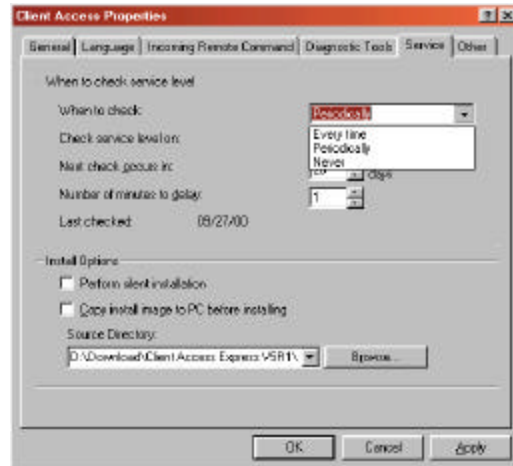 Client Access Properties
General Language Incoming Remote Command Diagnostic Tools Service Other
When to check service level
When to check: Periodically
Every time
Check service level on:
Periodically
Never
Next check occurs in: days
Number of minutes to delay: 1
Last checked: 09/27/00
Install Options
Perform silent installation
Copy install image to PC before installing
Source Directory:
D:\Download\Client Access Express V5R1\ Browse...
OK Cancel Apply